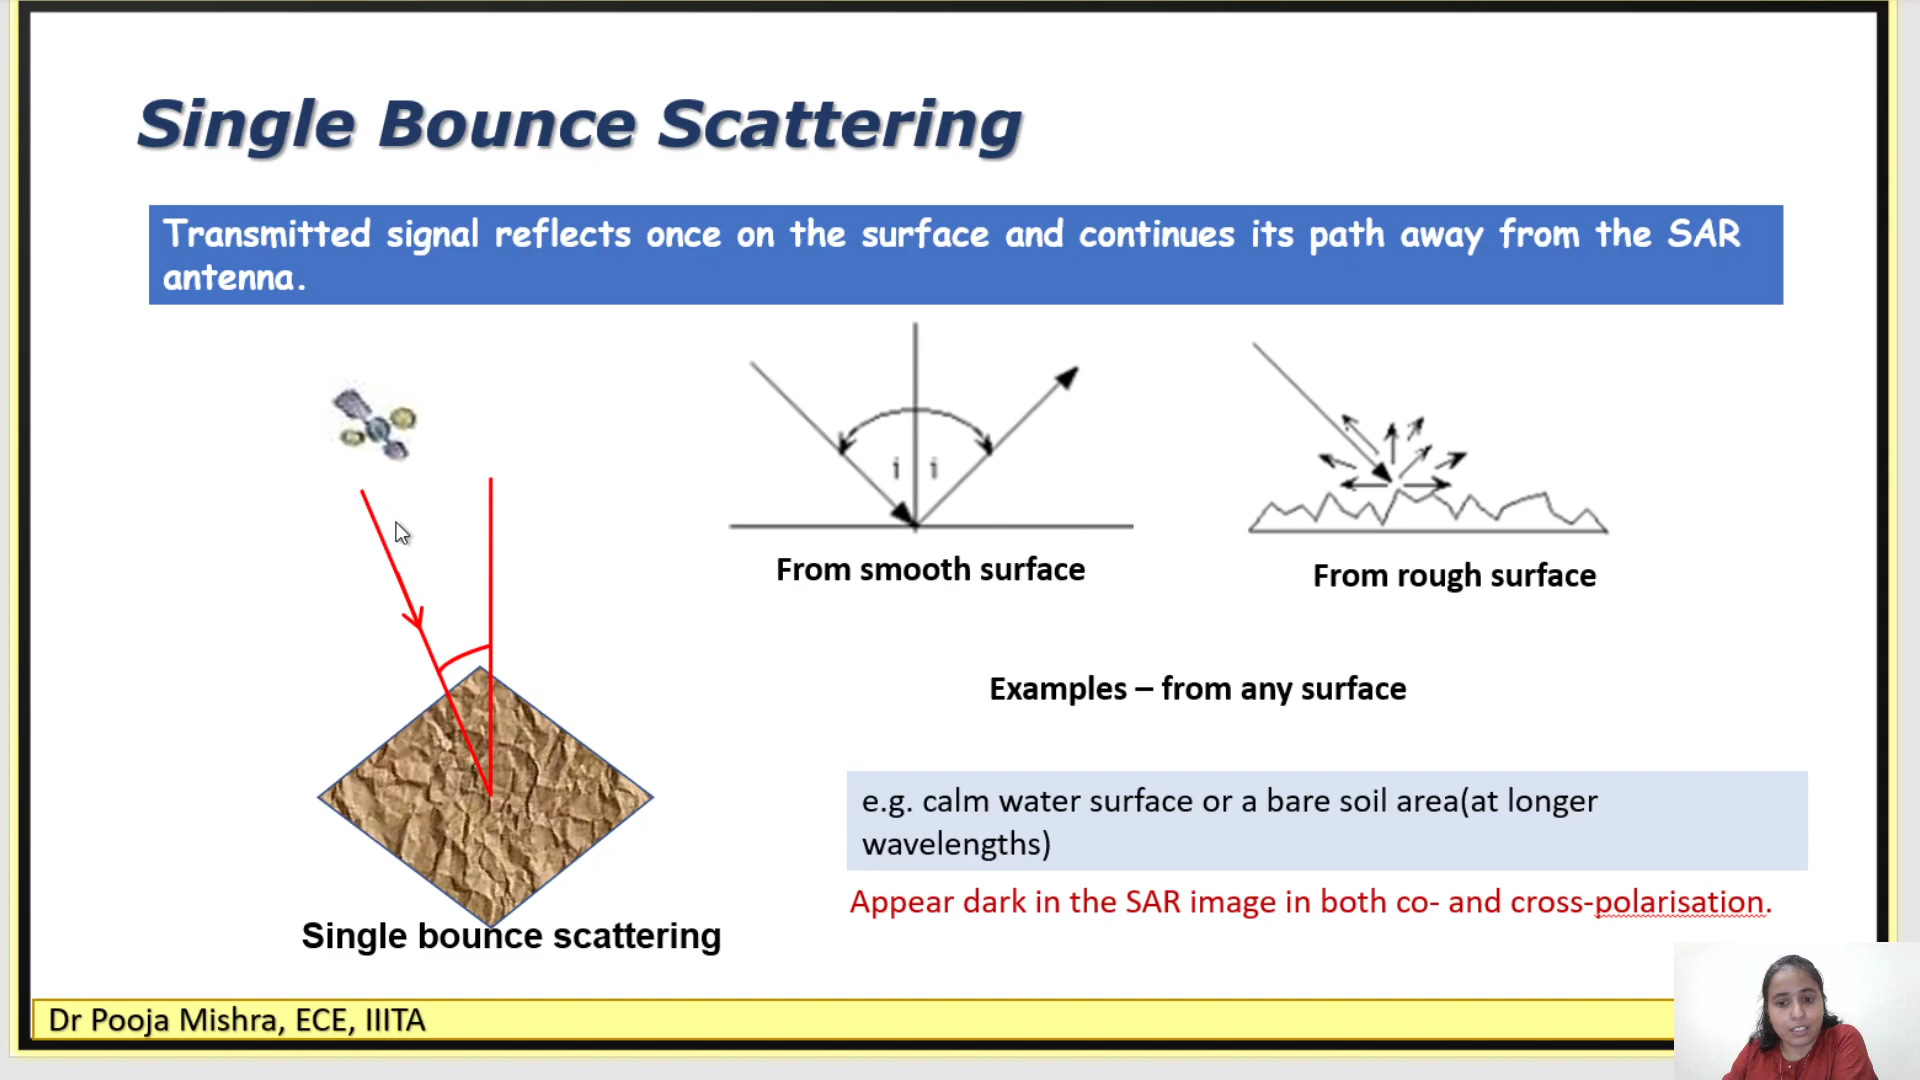 Single Bounce Scattering
Transmitted signal reflects once on the surface and continues its path away from the SAR
antenna.
i i
From smooth surface
From rough surface
Examples – from any surface
e.g. calm water surface or a bare soil area(at longer
wavelengths)
Appear dark in the SAR image in both co- and cross-polarisation.
Single bounce scattering
Dr Pooja Mishra, ECE, IIITA